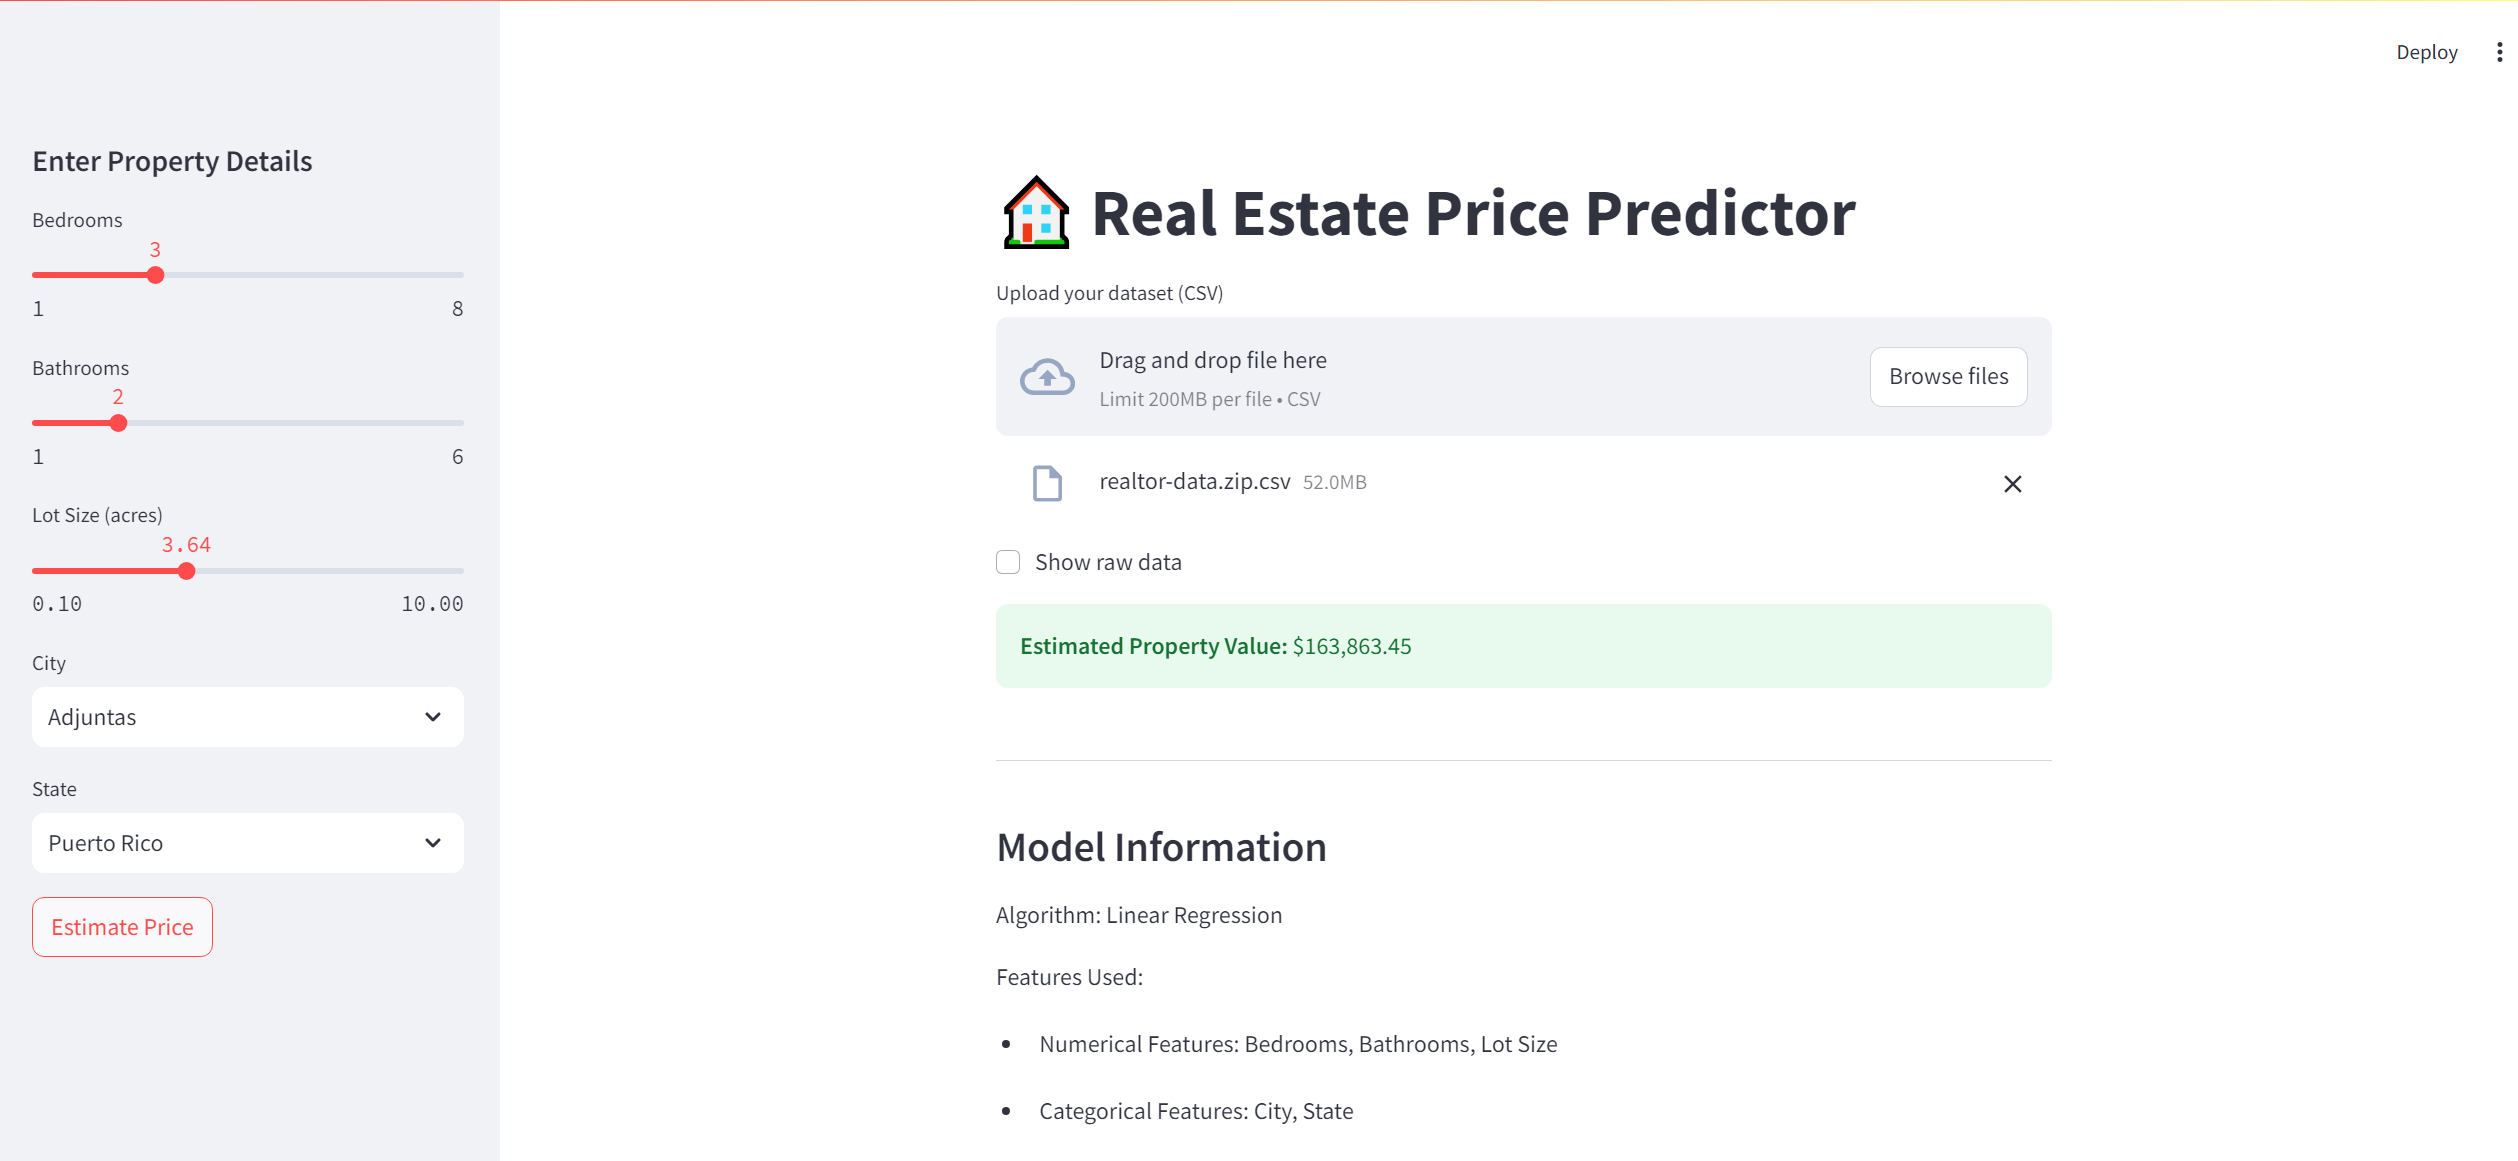 Deploy
Enter Property Details
Bedrooms
3
1 8
Bathrooms
2
1 6
Lot Size (acres)
3.64
0.10 10.00
City
Adjuntas
State
Puerto Rico
Estimate Price
Real Estate Price Predictor
Upload your dataset (CSV)
Drag and drop file here
Limit 200MB per file • CSV
Browse files
realtor-data.zip.csv 52.0MB
Show raw data
Estimated Property Value: $163,863.45
Model Information
Algorithm: Linear Regression
Features Used:
• Numerical Features: Bedrooms, Bathrooms, Lot Size
• Categorical Features: City, State